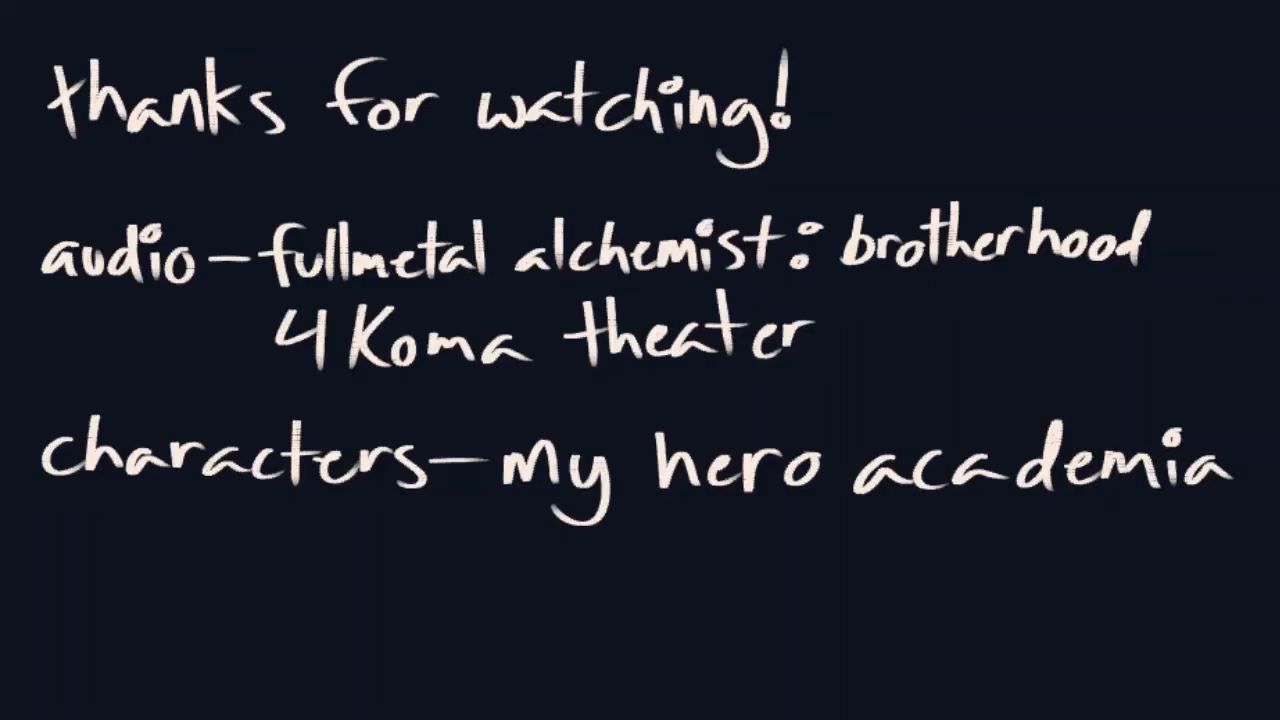 thanks for watching!
audio - fullmetal alchemist: brotherhood
4 Koma theater
characters - my hero academia